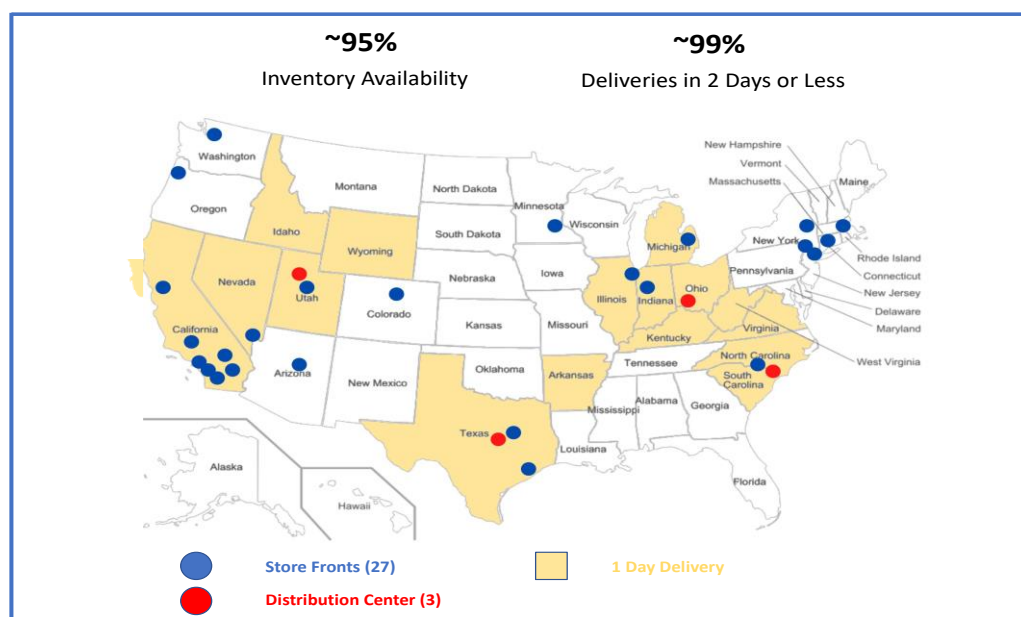 ~95%
Inventory Availability
~99%
Deliveries in 2 Days or Less
Washington
Oregon
Idaho
Montana
North Dakota
Minnesota
Wisconsin
Michigan
New Hampshire
Vermont
Massachusetts
Maine
New York
Rhode Island
Connecticut
New Jersey
Delaware
Maryland
West Virginia
Pennsylvania
South Dakota
Wyoming
Nevada
Utah
California
Colorado
Nebraska
Iowa
Illinois
Indiana
Ohio
Kansas
Missouri
Kentucky
Virginia
Arizona
New Mexico
Oklahoma
Arkansas
Tennessee
North Carolina
South
Carolina
Texas
Louisiana
Mississippi
Alabama
Georgia
Florida
Alaska
Hawaii
Store Fronts (27)
1 Day Delivery
Distribution Center (3)